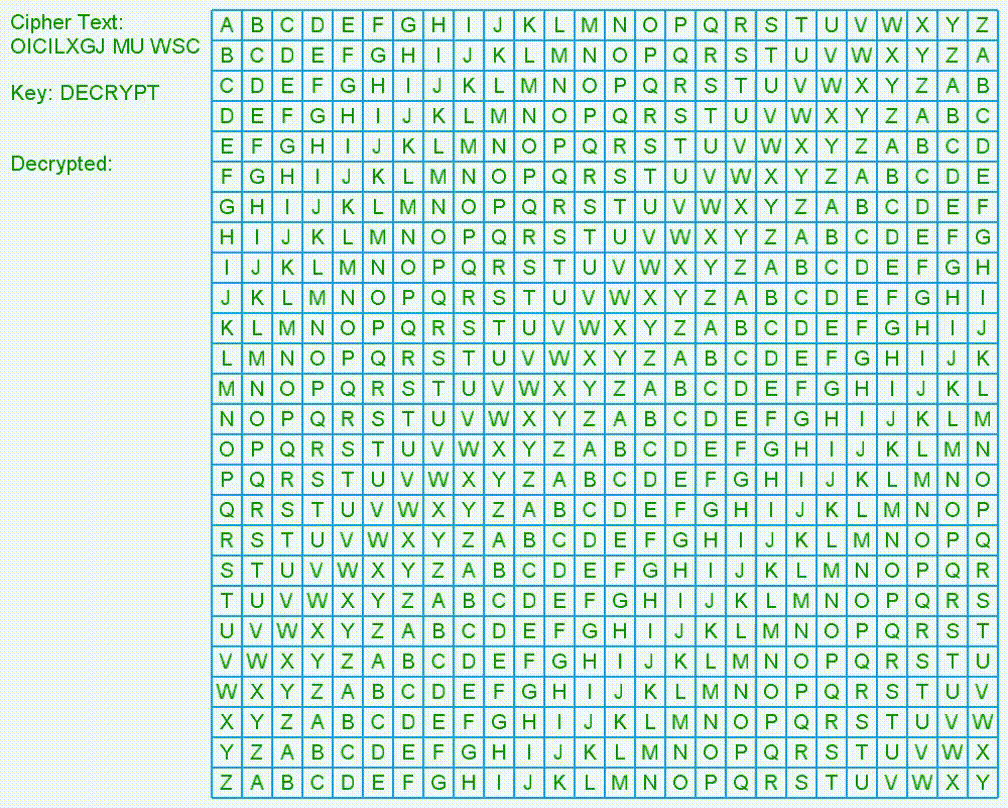 Cipher Text:
OICILXGJ MU WSC
Key: DECRYPT
Decrypted:
A B C D E F G H I J K L M N O P Q R S T U V W X Y Z
B C D E F G H I J K L M N O P Q R S T U V W X Y Z A
C D E F G H I J K L M N O P Q R S T U V W X Y Z A B
D E F G H I J K L M N O P Q R S T U V W X Y Z A B C
E F G H I J K L M N O P Q R S T U V W X Y Z A B C D
F G H I J K L M N O P Q R S T U V W X Y Z A B C D E
G H I J K L M N O P Q R S T U V W X Y Z A B C D E F
H I J K L M N O P Q R S T U V W X Y Z A B C D E F G
I J K L M N O P Q R S T U V W X Y Z A B C D E F G H
J K L M N O P Q R S T U V W X Y Z A B C D E F G H I
K L M N O P Q R S T U V W X Y Z A B C D E F G H I J
L M N O P Q R S T U V W X Y Z A B C D E F G H I J K
M N O P Q R S T U V W X Y Z A B C D E F G H I J K L
N O P Q R S T U V W X Y Z A B C D E F G H I J K L M
O P Q R S T U V W X Y Z A B C D E F G H I J K L M N
P Q R S T U V W X Y Z A B C D E F G H I J K L M N O
Q R S T U V W X Y Z A B C D E F G H I J K L M N O P
R S T U V W X Y Z A B C D E F G H I J K L M N O P Q
S T U V W X Y Z A B C D E F G H I J K L M N O P Q R
T U V W X Y Z A B C D E F G H I J K L M N O P Q R S
U V W X Y Z A B C D E F G H I J K L M N O P Q R S T
V W X Y Z A B C D E F G H I J K L M N O P Q R S T U
W X Y Z A B C D E F G H I J K L M N O P Q R S T U V
X Y Z A B C D E F G H I J K L M N O P Q R S T U V W
Y Z A B C D E F G H I J K L M N O P Q R S T U V W X
Z A B C D E F G H I J K L M N O P Q R S T U V W X Y